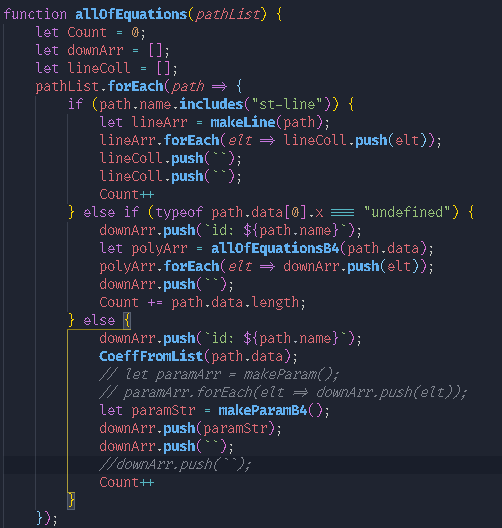 function allOfEquations(pathList) {
    let Count = 0;
    let downArr = [];
    let lineColl = [];
    pathList.forEach(path => {
        if (path.name.includes("st-line")) {
            let lineArr = makeLine(path);
            lineArr.forEach(elt => lineColl.push(elt));
            lineColl.push(``);
            lineColl.push(``);
            Count++
        } else if (typeof path.data[0].x === "undefined") {
            downArr.push(`id: ${path.name}`);
            let polyArr = allOfEquationsB4(path.data);
            polyArr.forEach(elt => downArr.push(elt));
            downArr.push(``);
            Count += path.data.length;
        } else {
            downArr.push(`id: ${path.name}`);
            CoeffFromList(path.data);
            // let paramArr = makeParam();
            // paramArr.forEach(elt => downArr.push(elt));
            let paramStr = makeParamB4();
            downArr.push(paramStr);
            downArr.push(``);
            //downArr.push(``);
            Count++
        }
    });